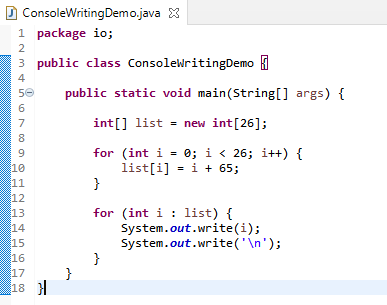 ConsoleWritingDemo.java
1 package io;
2
3 public class ConsoleWritingDemo {
4
5 public static void main(String[] args) {
6
7 int[] list = new int[26];
8
9 for (int i = 0; i < 26; i++) {
10 list[i] = i + 65;
11 }
12
13 for (int i : list) {
14 System.out.write(i);
15 System.out.write('\n');
16 }
17 }
18 }